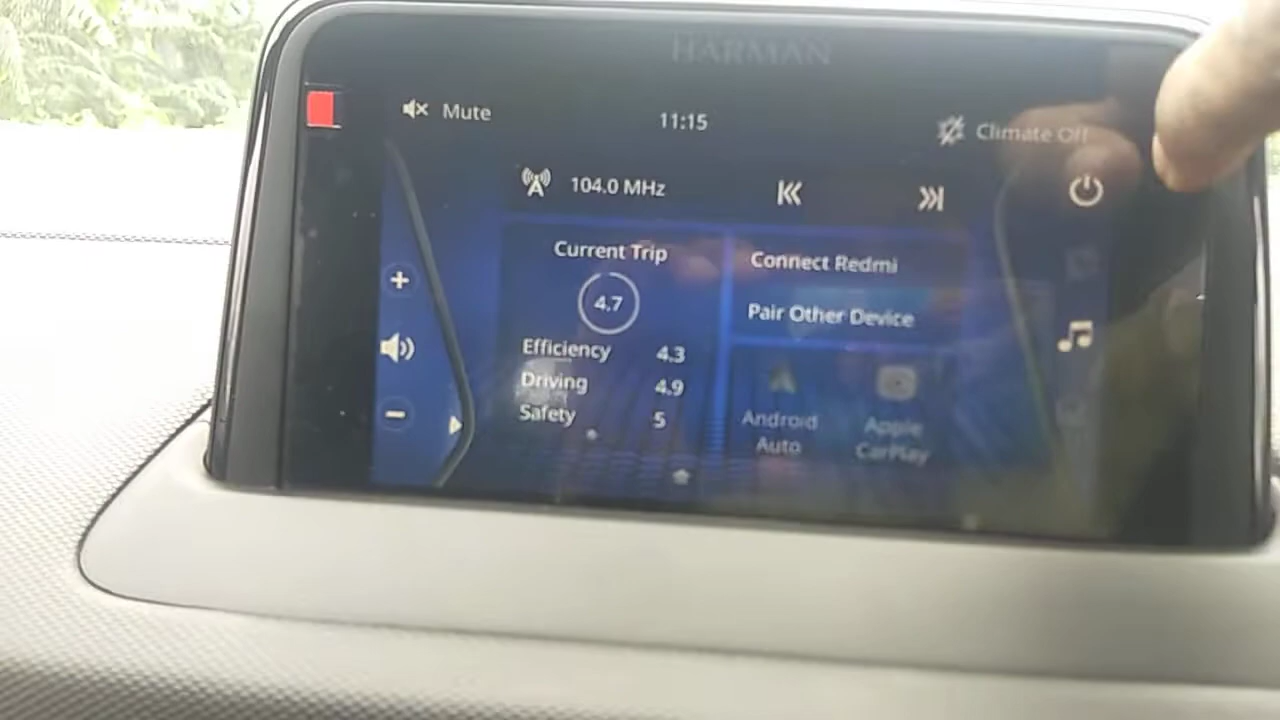 HARMAN
Mute
11:15
Climate Off
104.0 MHz
Current Trip
4.7
Efficiency 4.3
Driving 4.9
Safety 5
Connect Redmi
Pair Other Device
Android
Auto
Apple
CarPlay